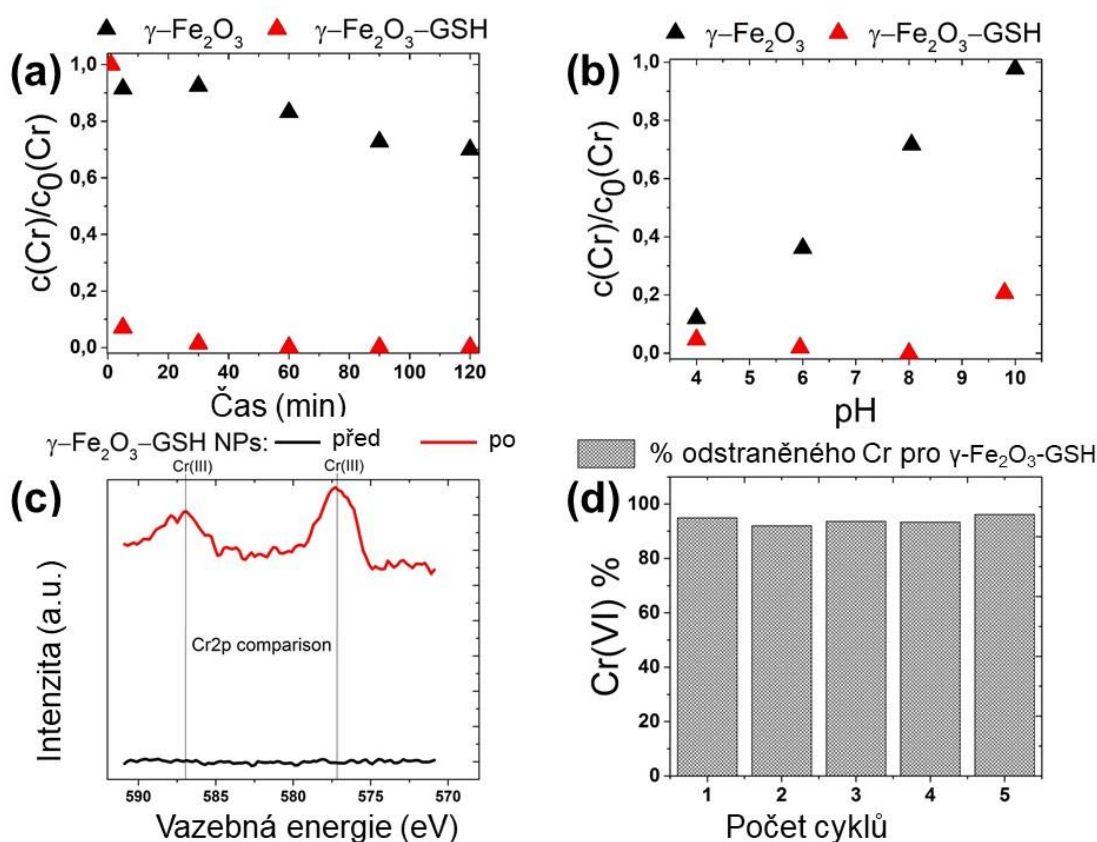 γ–Fe2O3 γ–Fe2O3–GSH
(a)
c(Cr)/c0(Cr)
1,0
0,8
0,6
0,4
0,2
0,0
0 20 40 60 80 100 120
Čas (min)
γ–Fe2O3 γ–Fe2O3–GSH
(b)
c(Cr)/c0(Cr)
1,0
0,8
0,6
0,4
0,2
0,0
4 5 6 7 8 9 10
pH
γ–Fe2O3–GSH NPs: před po
Cr(III) Cr(III)
(c)
Intenzita (a.u.)
Cr2p comparison
590 585 580 575 570
Vazebná energie (eV)
% odstraněného Cr pro γ-Fe2O3-GSH
(d)
Cr(VI) %
100
80
60
40
20
0
1 2 3 4 5
Počet cyklů